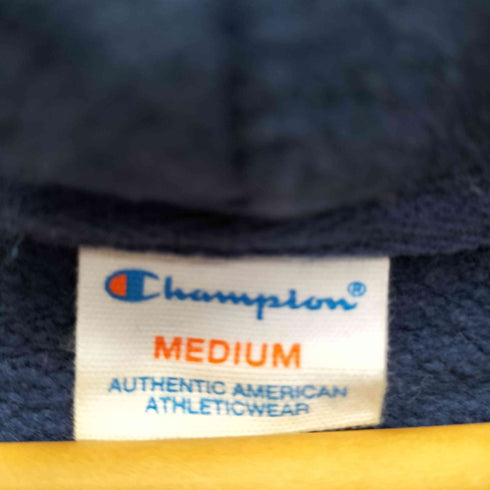 Champion®
MEDIUM
AUTHENTIC AMERICAN
ATHLETICWEAR